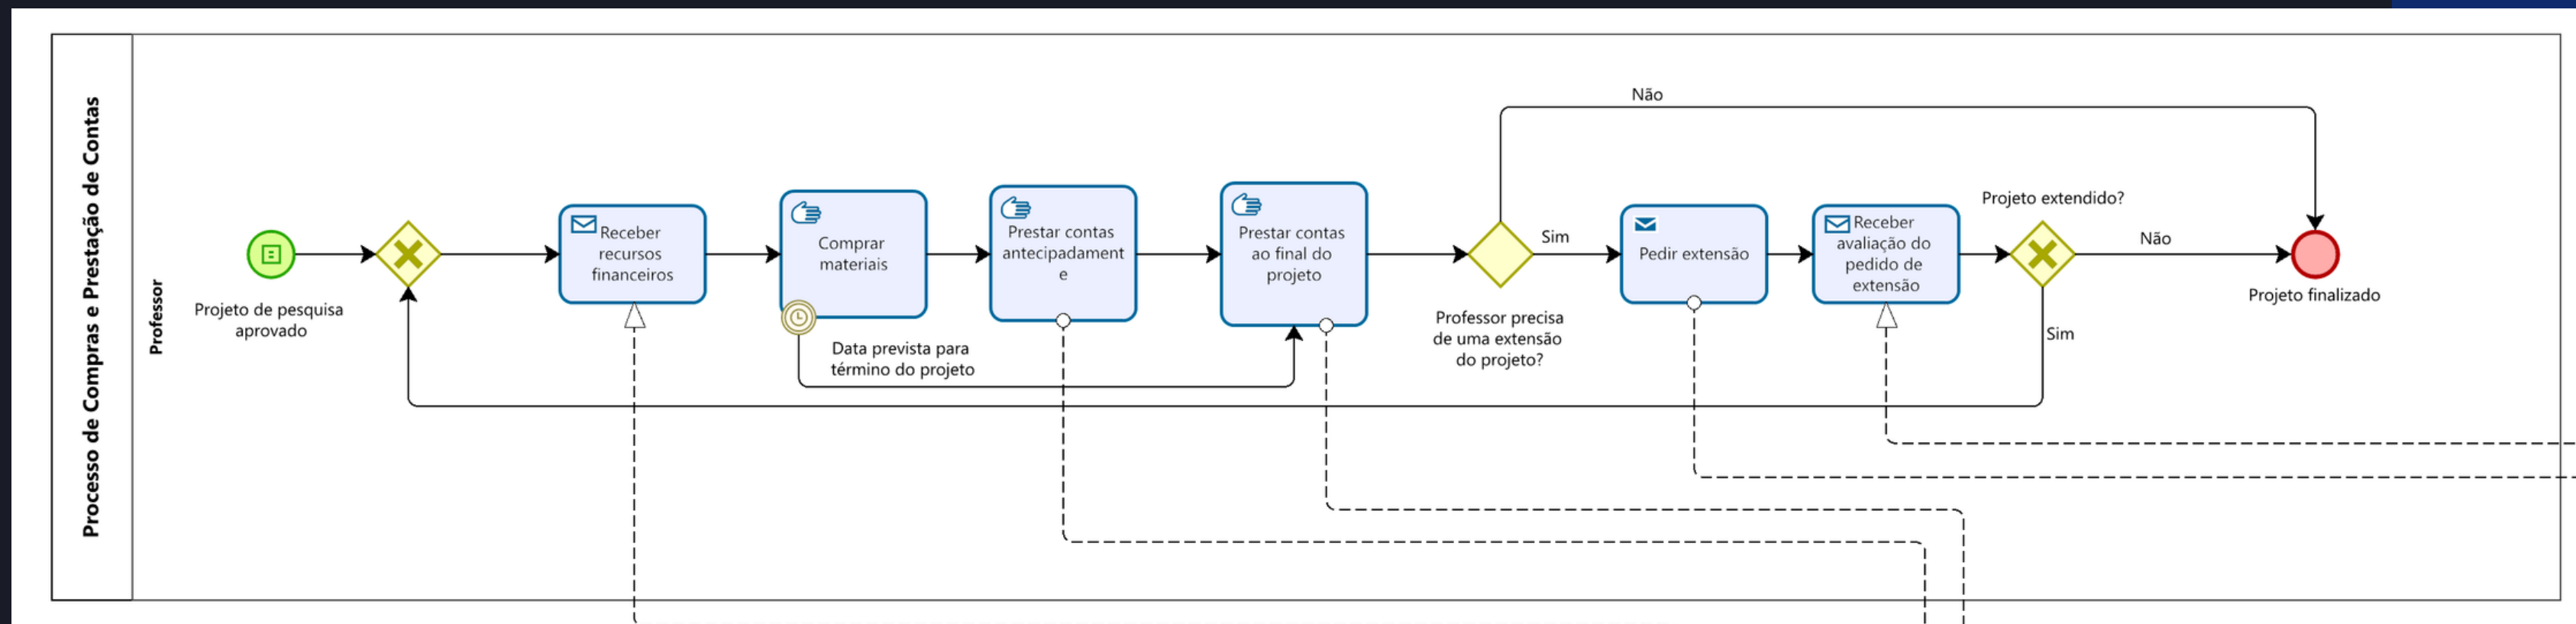 Processo de Compras e Prestação de Contas
Professor
Projeto de pesquisa
aprovado
Receber
recursos
financeiros
Comprar
materiais
Data prevista para
término do projeto
Prestar contas
antecipadament
e
Prestar contas
ao final do
projeto
Professor precisa
de uma extensão
do projeto?
Não
Sim
Pedir extensão
Receber
avaliação do
pedido de
extensão
Projeto extendido?
Não
Sim
Projeto finalizado